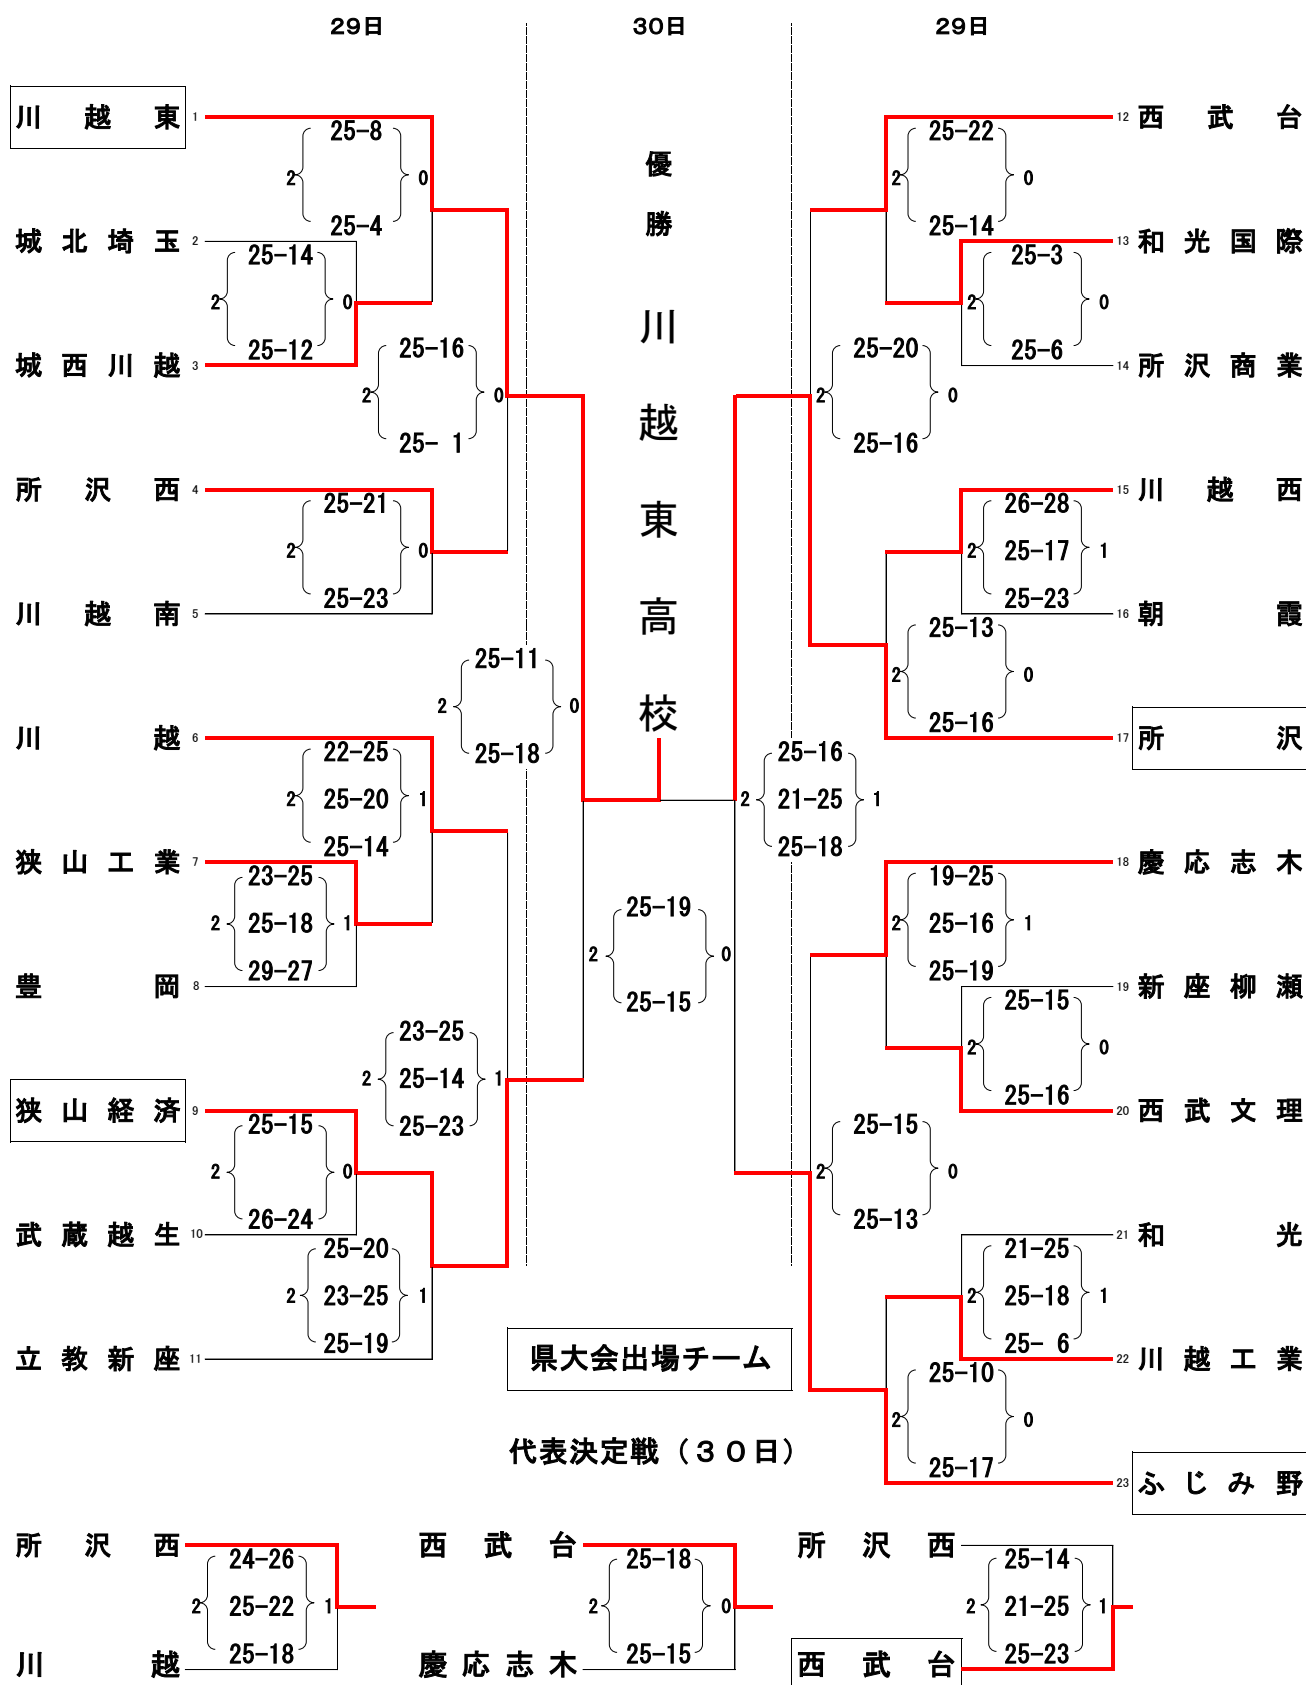 29日 30日 29日
優勝 川越東高校
1 川越東
25-8
2 0
25-4
2 城北埼玉
25-14
2 0
25-12
3 城西川越
25-16
2 0
25- 1
4 所沢西
25-21
2 0
25-23
5 川越南
25-11
2 0
25-18
6 川越
22-25
2 25-20 1
25-14
7 狭山工業
23-25
2 25-18 1
29-27
8 豊岡
23-25
2 25-14 1
25-23
9 狭山経済
25-15
2 0
26-24
10 武蔵越生
25-20
2 23-25 1
25-19
11 立教新座
25-19
2 0
25-15
12 西武台
25-22
2 0
25-14
13 和光国際
25-3
2 0
25-6
14 所沢商業
25-20
2 0
25-16
15 川越西
26-28
2 25-17 1
25-23
16 朝霞
25-13
2 0
25-16
17 所沢
25-16
2 21-25 1
25-18
18 慶応志木
19-25
2 25-16 1
25-19
19 新座柳瀬
25-15
2 0
25-16
20 西武文理
25-15
2 0
25-13
21 和光
21-25
2 25-18 1
25- 6
22 川越工業
25-10
2 0
25-17
23 ふじみ野
県大会出場チーム
代表決定戦（30日）
所沢西
24-26
2 25-22 1
25-18
川越
西武台
25-18
2 0
25-15
慶応志木
所沢西
25-14
2 21-25 1
25-23
西武台